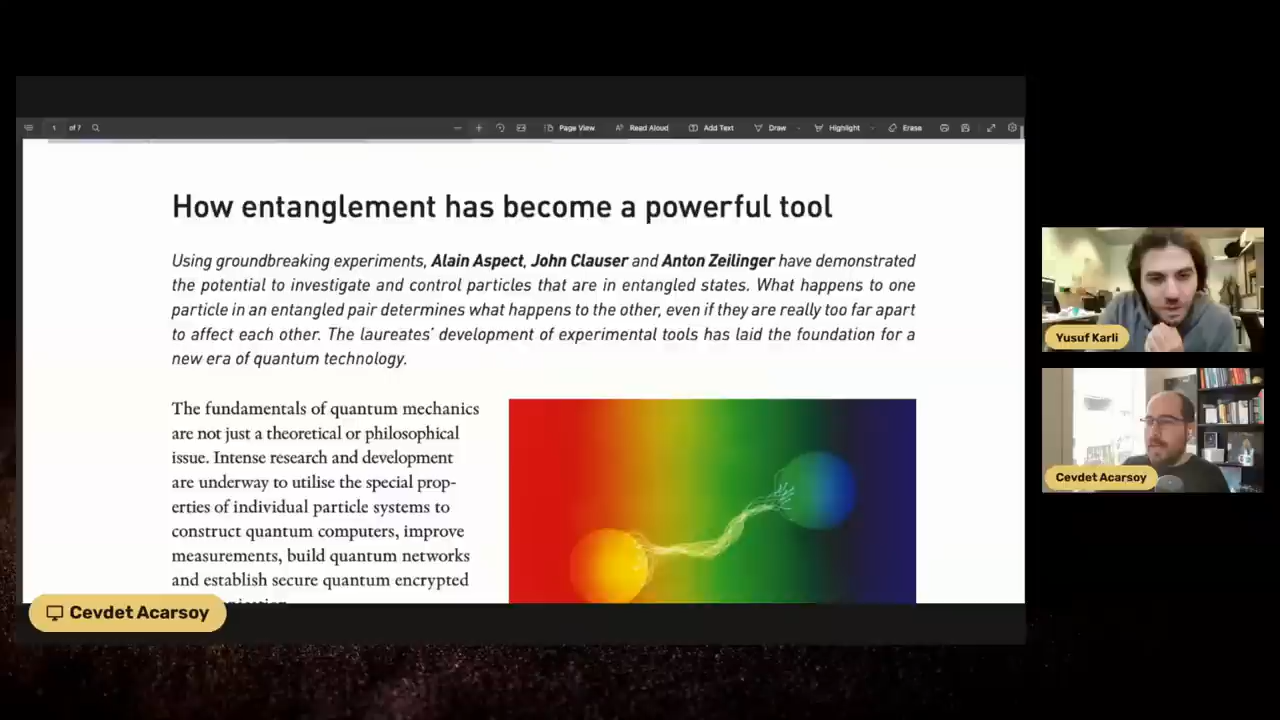 1 of 7
Page View
Read Aloud
Add Text
Draw
Highlight
Erase
How entanglement has become a powerful tool
Using groundbreaking experiments, Alain Aspect, John Clauser and Anton Zeilinger have demonstrated
the potential to investigate and control particles that are in entangled states. What happens to one
particle in an entangled pair determines what happens to the other, even if they are really too far apart
to affect each other. The laureates’ development of experimental tools has laid the foundation for a
new era of quantum technology.
The fundamentals of quantum mechanics
are not just a theoretical or philosophical
issue. Intense research and development
are underway to utilise the special prop-
erties of individual particle systems to
construct quantum computers, improve
measurements, build quantum networks
and establish secure quantum encrypted
Cevdet Acarsoy
Yusuf Karli
Cevdet Acarsoy